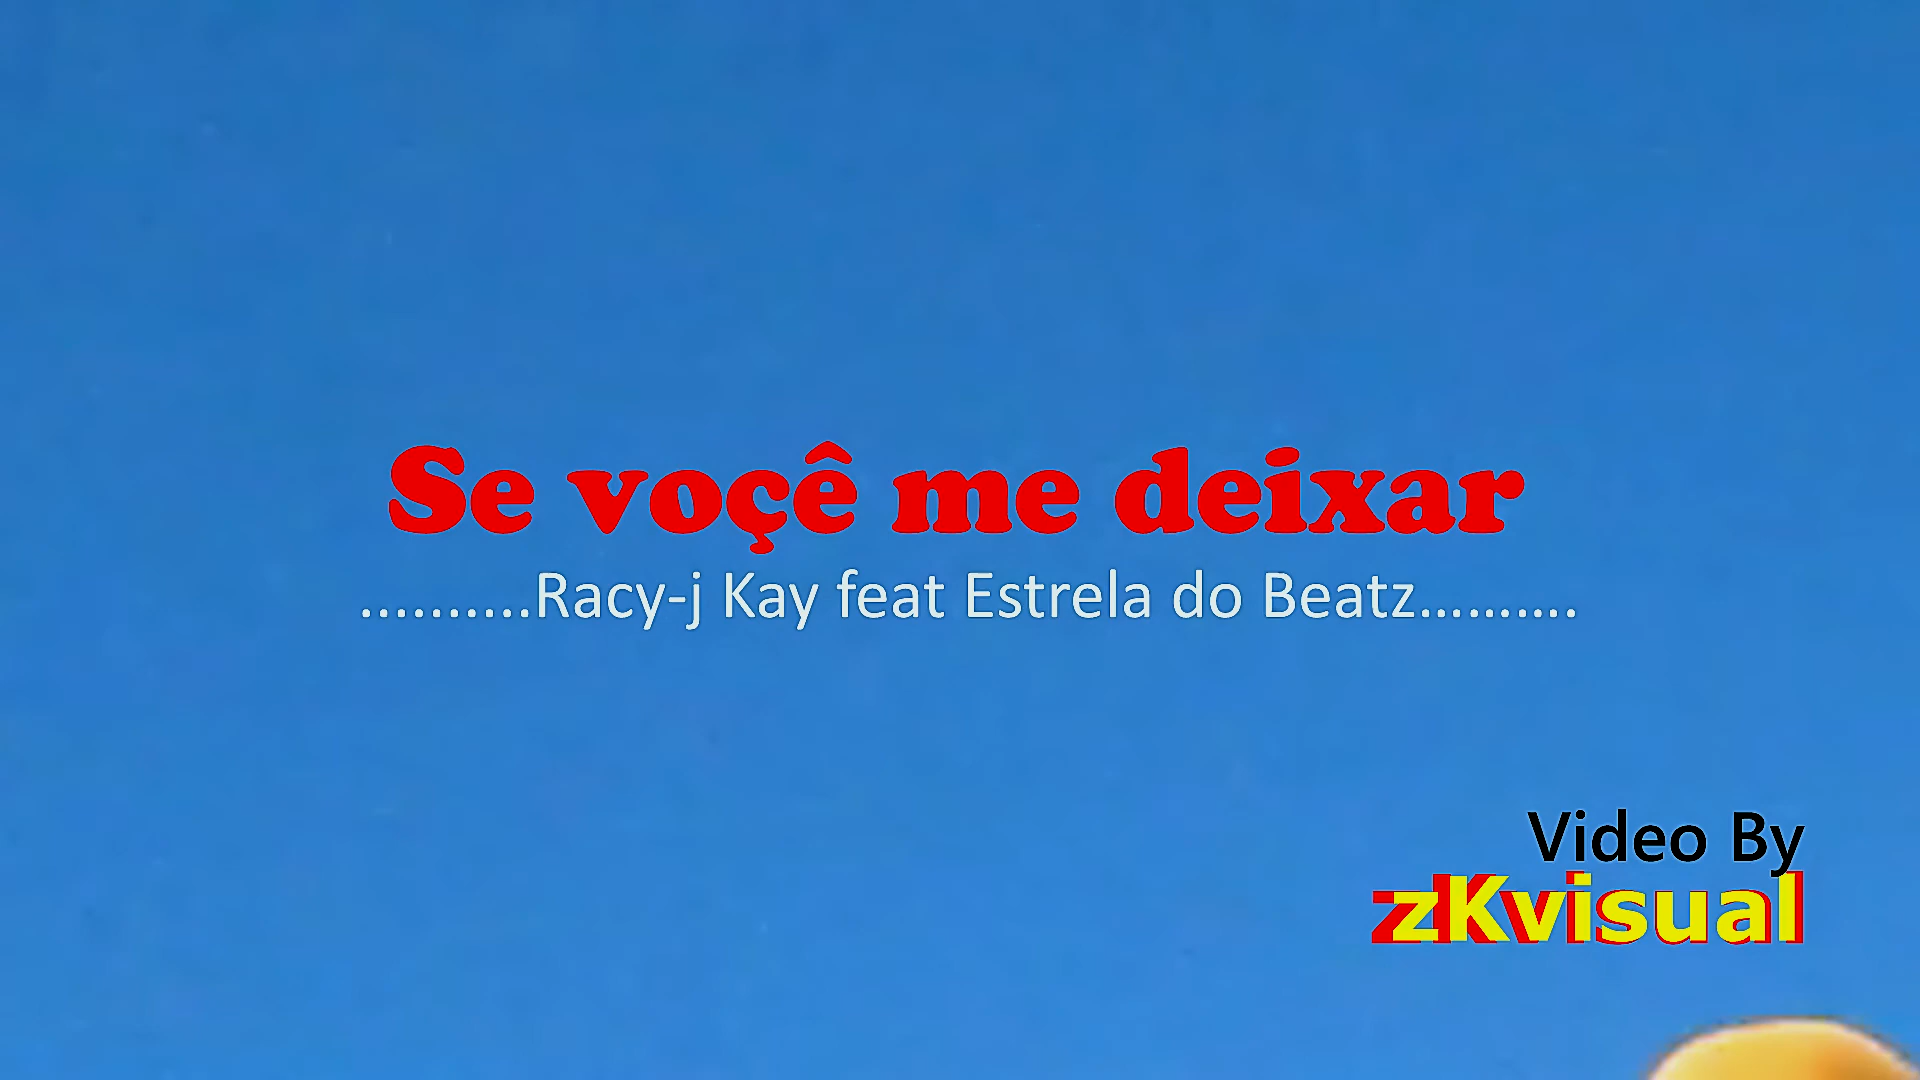 Se voçê me deixar
..........Racy-j Kay feat Estrela do Beatz..........
Video By
zKvisual